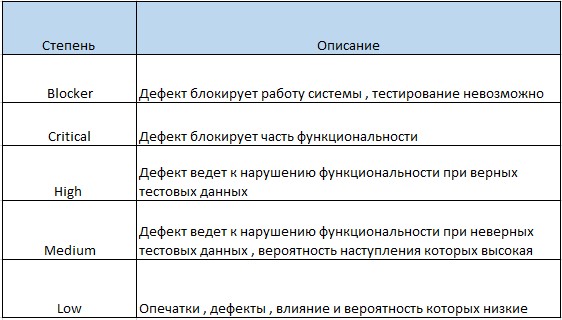 Степень Описание
Blocker Дефект блокирует работу системы , тестирование невозможно
Critical Дефект блокирует часть функциональности
High Дефект ведет к нарушению функциональности при верных
тестовых данных
Medium Дефект ведет к нарушению функциональности при неверных
тестовых данных , вероятность наступления которых высокая
Low Опечатки , дефекты , влияние и вероятность которых низкие